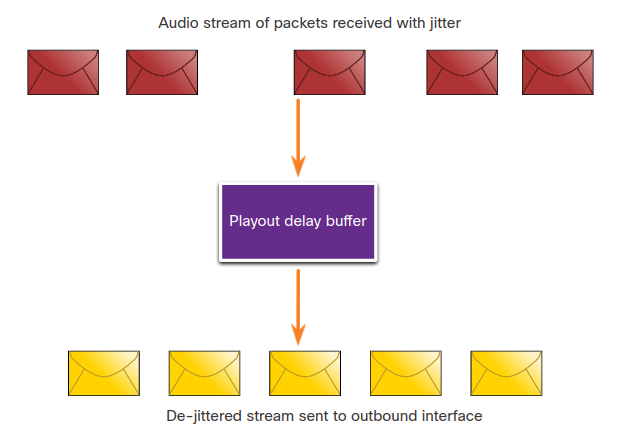 Audio stream of packets received with jitter
Playout delay buffer
De-jittered stream sent to outbound interface